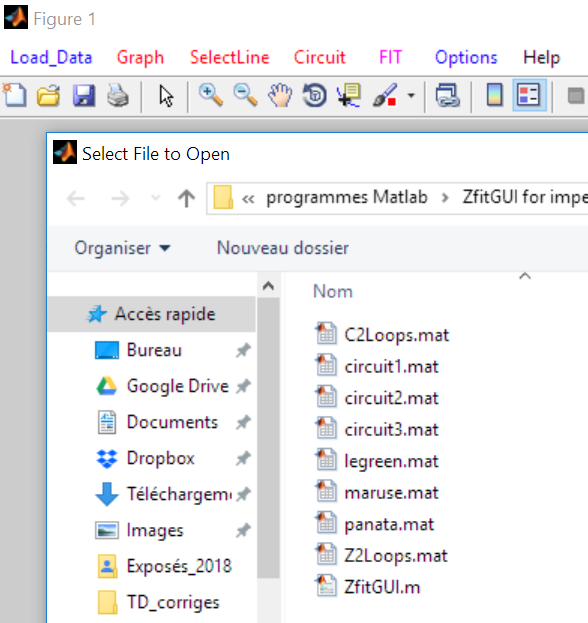 Figure 1
Load_Data Graph SelectLine Circuit FIT Options Help
Select File to Open
« programmes Matlab > ZfitGUI for impe
Organiser Nouveau dossier
Nom
Accès rapide
Bureau
Google Drive
Documents
Dropbox
Téléchargem
Images
Exposés_2018
TD_corriges
C2Loops.mat
circuit1.mat
circuit2.mat
circuit3.mat
legreen.mat
maruse.mat
panata.mat
Z2Loops.mat
ZfitGUI.m